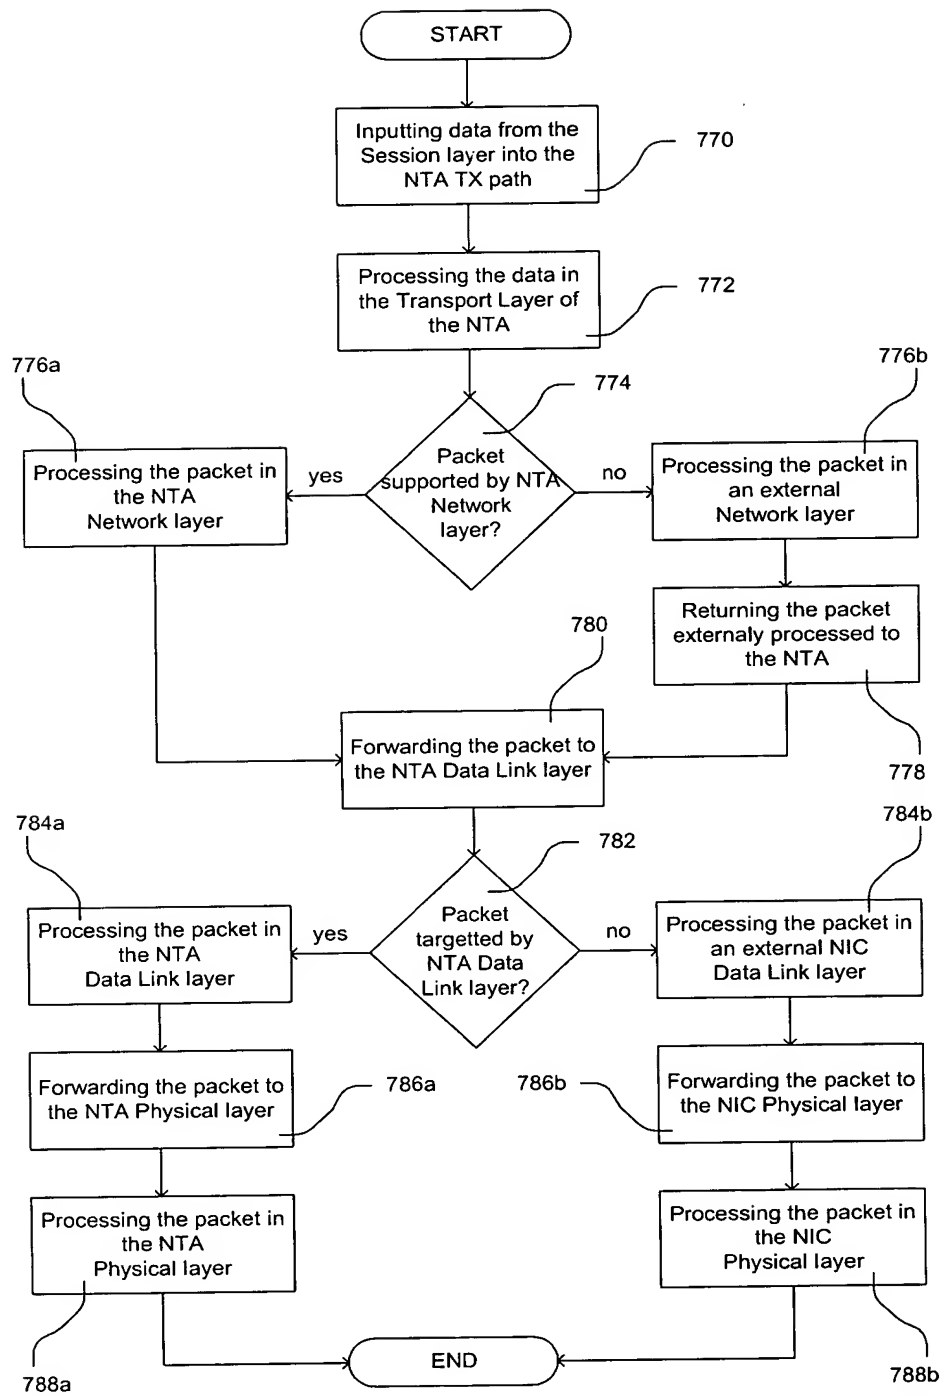 START
Inputting data from the
Session layer into the
NTA TX path
770
Processing the data in
the Transport Layer of
the NTA
772
776a
774
776b
Processing the packet in
the NTA
Network layer
yes
Packet
supported by NTA
Network
layer?
no
Processing the packet in
an external
Network layer
Returning the packet
externaly processed to
the NTA
778
780
Forwarding the packet to
the NTA Data Link layer
784a
782
784b
Processing the packet in
the NTA
Data Link layer
yes
Packet
targetted by
NTA Data
Link layer?
no
Processing the packet in
an external NIC
Data Link layer
Forwarding the packet to
the NTA Physical layer
786a
786b
Forwarding the packet to
the NIC Physical layer
Processing the packet in
the NTA
Physical layer
Processing the packet in
the NIC
Physical layer
788a
END
788b